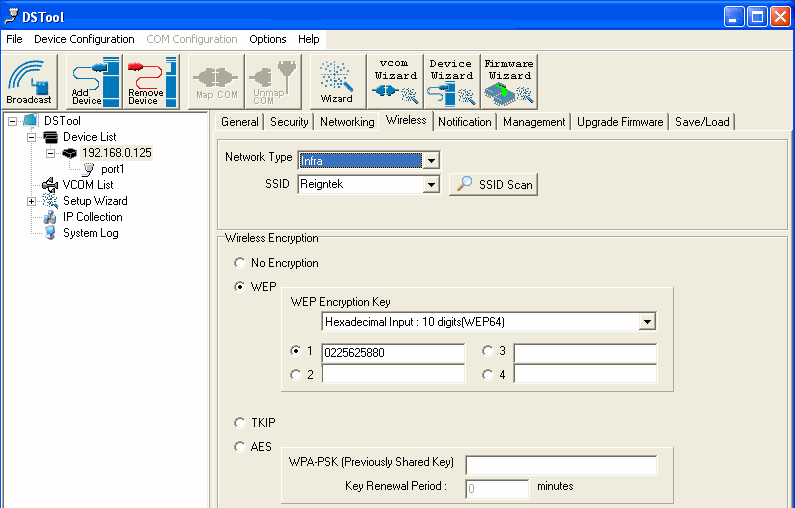 DSTool
File Device Configuration COM Configuration Options Help
Broadcast
Add Device
Remove Device
Map COM
Unmap COM
Wizard
vcom Wizard
Device Wizard
Firmware Wizard
DSTool
Device List
192.168.0.125
port1
VCOM List
Setup Wizard
IP Collection
System Log
General Security Networking Wireless Notification Management Upgrade Firmware Save/Load
Network Type Infra
SSID Reigntek SSID Scan
Wireless Encryption
No Encryption
WEP
WEP Encryption Key
Hexadecimal Input : 10 digits(WEP64)
1 0225625880 3
2 4
TKIP
AES
WPA-PSK (Previously Shared Key)
Key Renewal Period : 0 minutes